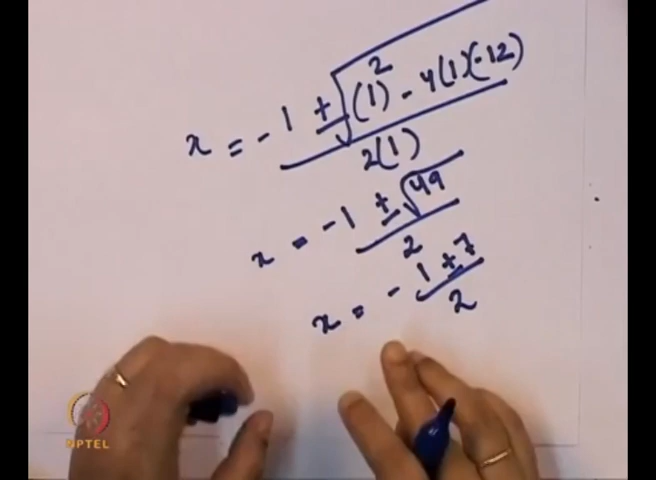 x = -1 ± √(1)² - 4(1)(-12)
2(1)
x = -1 ± √49
2
x = -1 ± 7
2
NPTEL